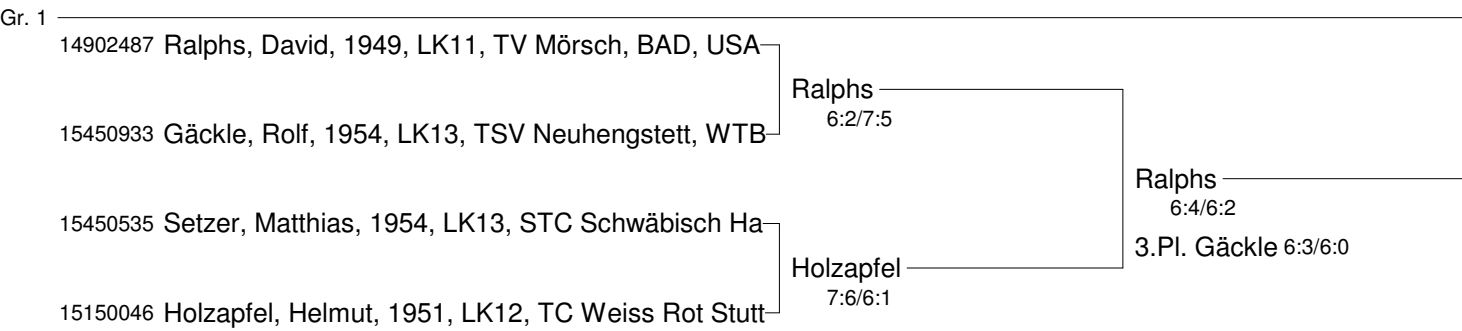 Gr. 1
14902487 Ralphs, David, 1949, LK11, TV Mörsch, BAD, USA
Ralphs
6:2/7:5
15450933 Gäckle, Rolf, 1954, LK13, TSV Neuhengstett, WTB
Ralphs
6:4/6:2
15450535 Setzer, Matthias, 1954, LK13, STC Schwäbisch Ha
3.Pl. Gäckle 6:3/6:0
Holzapfel
7:6/6:1
15150046 Holzapfel, Helmut, 1951, LK12, TC Weiss Rot Stutt